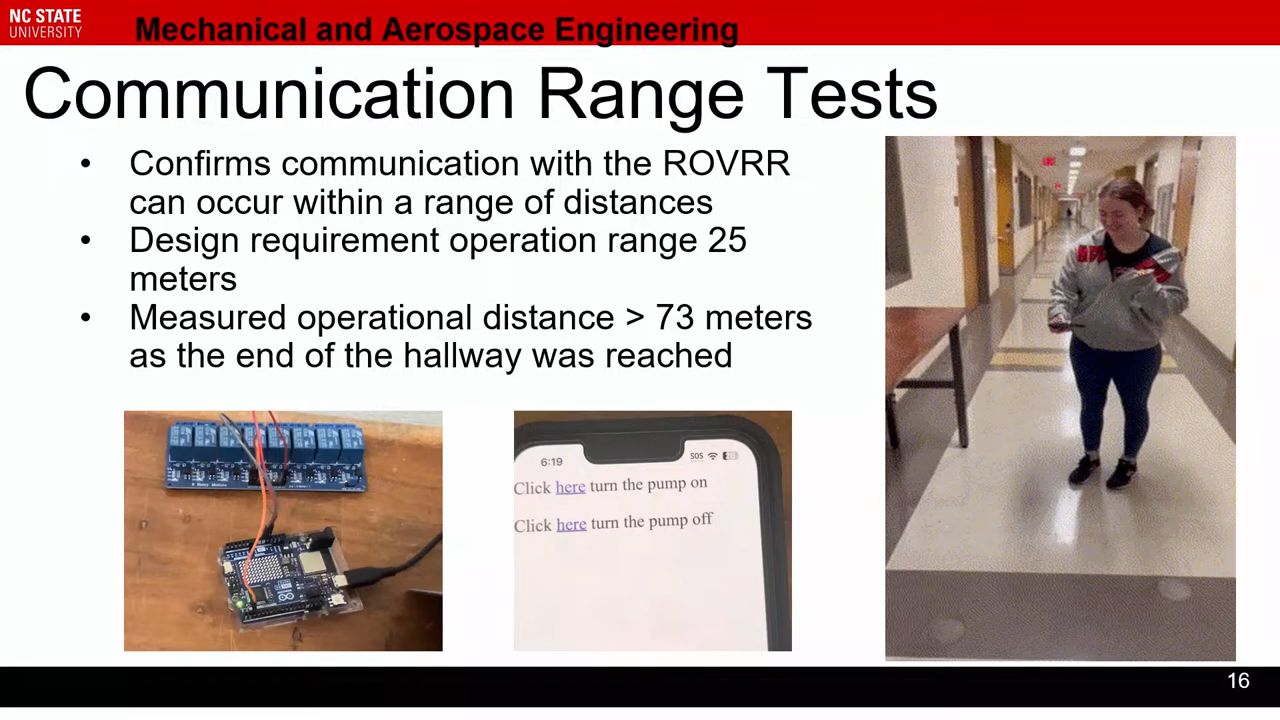 NC STATE
UNIVERSITY
Mechanical and Aerospace Engineering
Communication Range Tests
• Confirms communication with the ROVRR
can occur within a range of distances
• Design requirement operation range 25
meters
• Measured operational distance > 73 meters
as the end of the hallway was reached
6:19
SOS
Click here turn the pump on
Click here turn the pump off
16